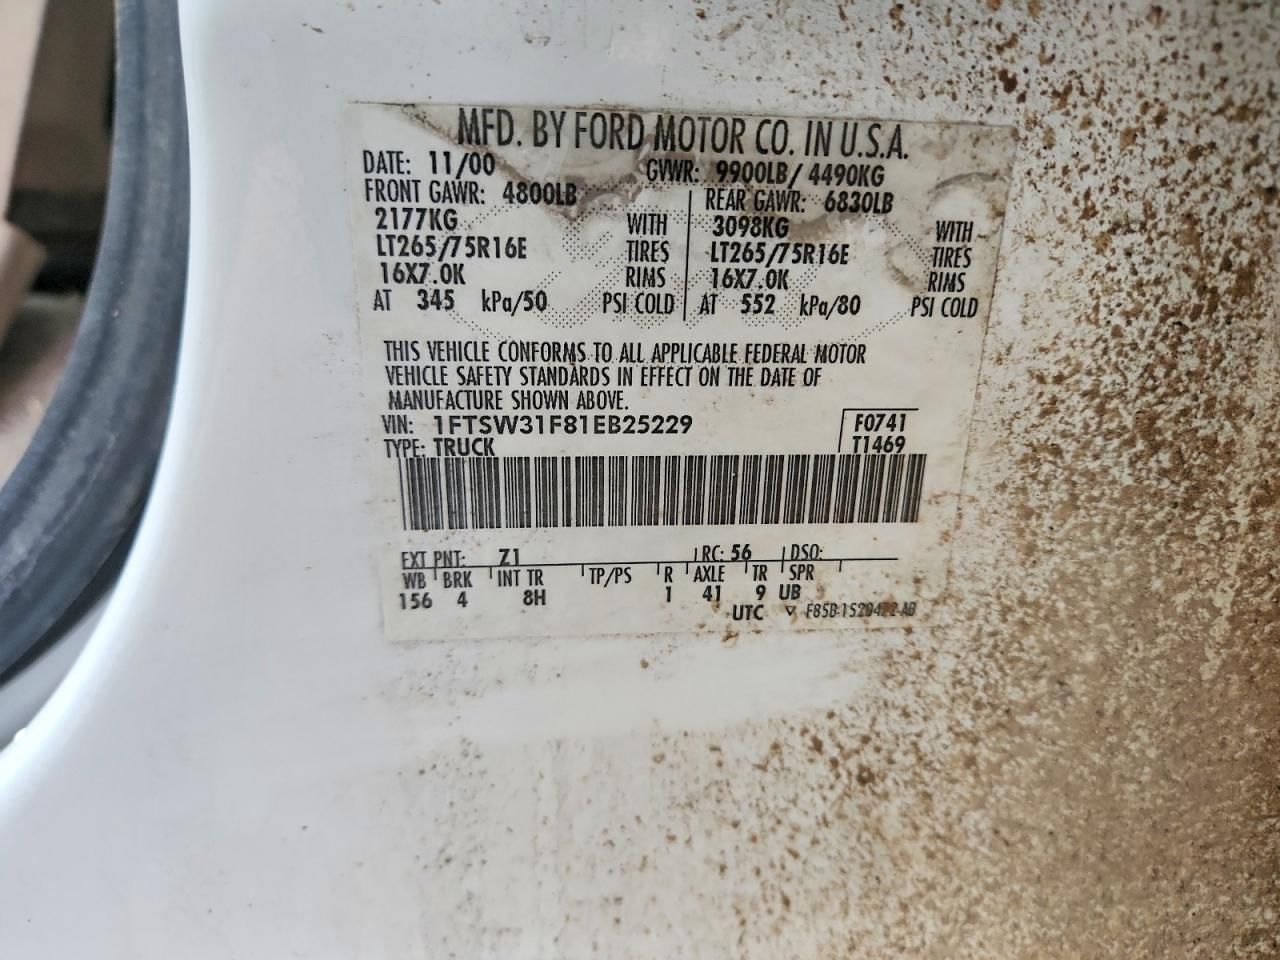 MFD. BY FORD MOTOR CO. IN U.S.A.
DATE: 11/00 GVWR: 9900LB/ 4490KG
FRONT GAWR: 4800LB REAR GAWR: 6830LB
2177KG WITH 3098KG WITH
LT265/75R16E TIRES LT265/75R16E TIRES
16X7.0K RIMS 16X7.0K RIMS
AT 345 kPa/50 PSI COLD AT 552 kPa/80 PSI COLD
THIS VEHICLE CONFORMS TO ALL APPLICABLE FEDERAL MOTOR
VEHICLE SAFETY STANDARDS IN EFFECT ON THE DATE OF
MANUFACTURE SHOWN ABOVE.
VIN: 1FTSW31F81EB25229 F0741
TYPE: TRUCK T1469
EXT PNT: Z1 RC: 56 DSO:
WB BRK INT TR TP/PS R AXLE TR SPR
156 4 8H 1 41 9 UB
UTC ▽ F85B-1520472-AB